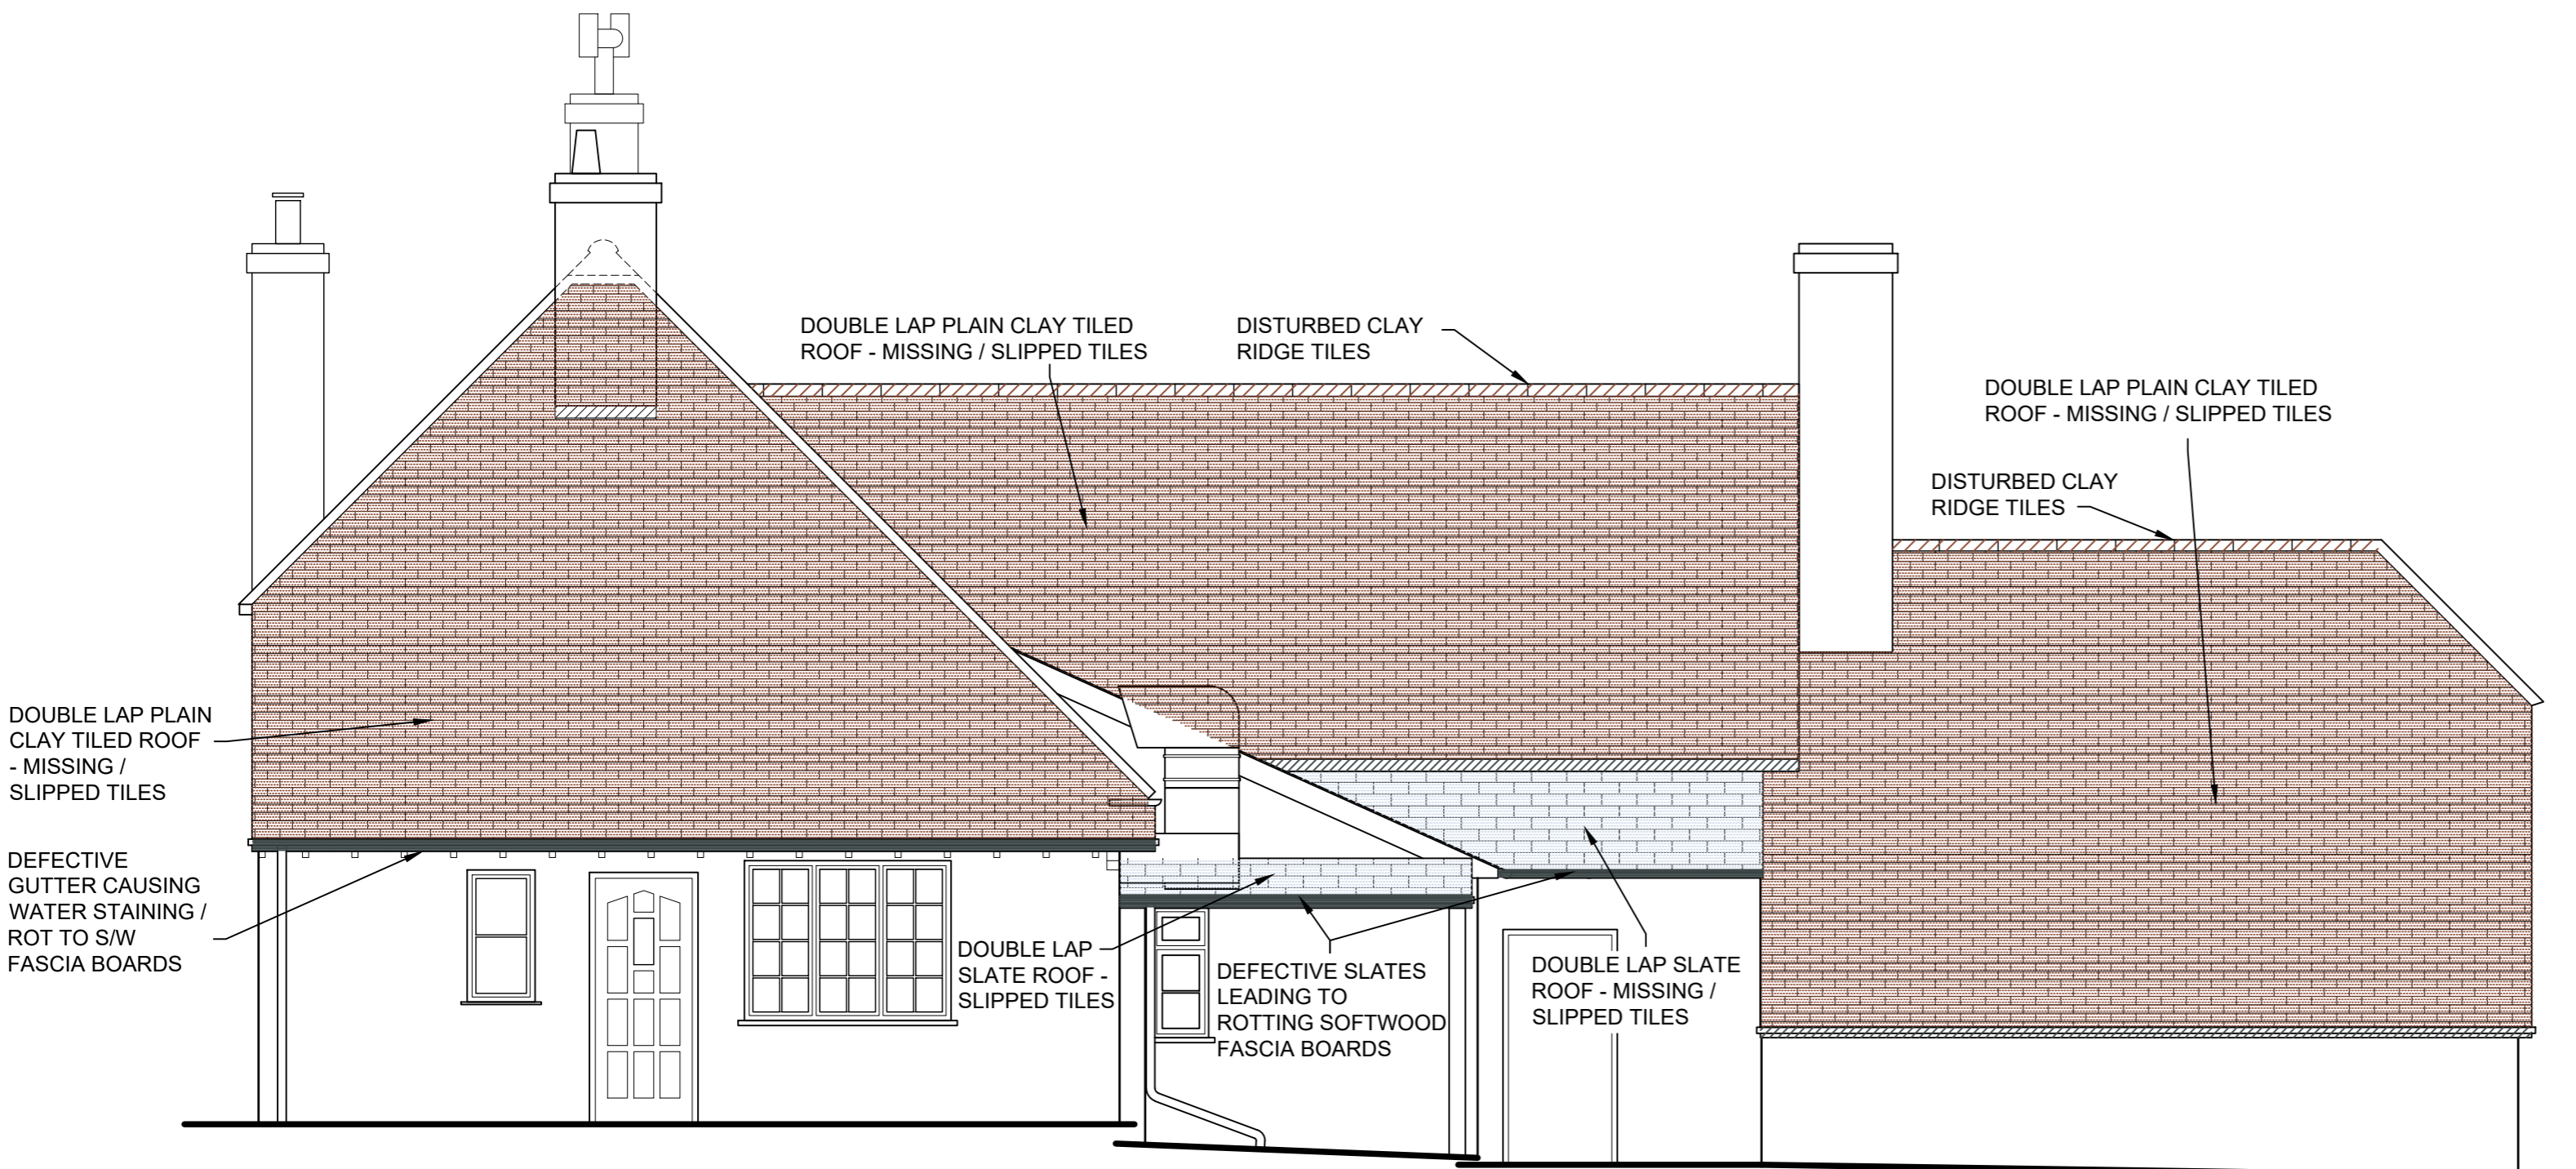 DOUBLE LAP PLAIN CLAY TILED
ROOF - MISSING / SLIPPED TILES
DISTURBED CLAY
RIDGE TILES
DOUBLE LAP PLAIN CLAY TILED
ROOF - MISSING / SLIPPED TILES
DISTURBED CLAY
RIDGE TILES
DOUBLE LAP PLAIN
CLAY TILED ROOF
- MISSING /
SLIPPED TILES
DEFECTIVE
GUTTER CAUSING
WATER STAINING /
ROT TO S/W
FASCIA BOARDS
DOUBLE LAP
SLATE ROOF -
SLIPPED TILES
DEFECTIVE SLATES
LEADING TO
ROTTING SOFTWOOD
FASCIA BOARDS
DOUBLE LAP SLATE
ROOF - MISSING /
SLIPPED TILES